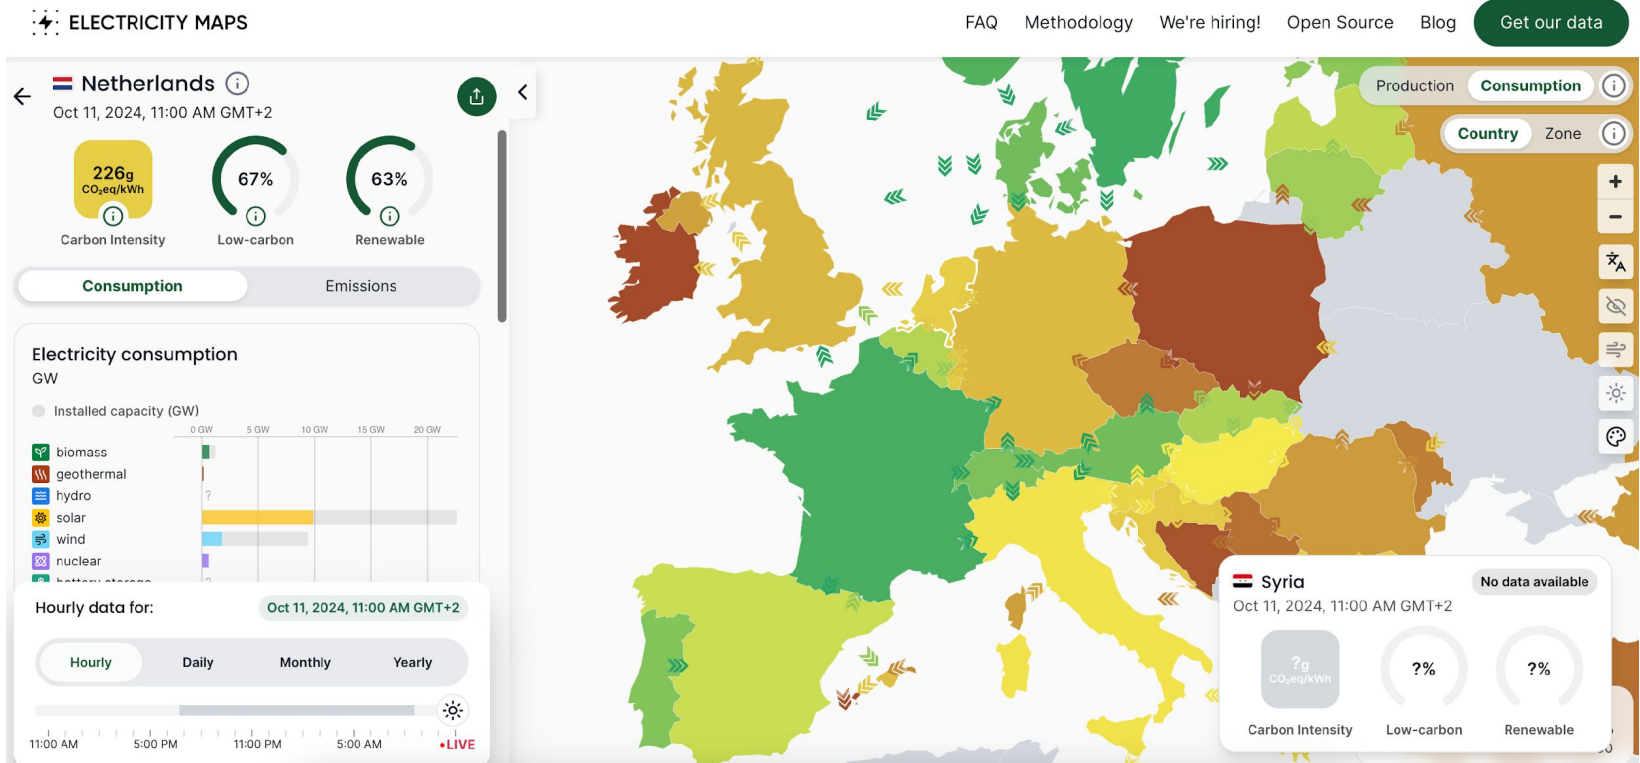 ELECTRICITY MAPS
FAQ Methodology We're hiring! Open Source Blog Get our data
Netherlands
Oct 11, 2024, 11:00 AM GMT+2
226g
CO₂eq/kWh
67%
63%
Carbon Intensity Low-carbon Renewable
Consumption Emissions
Electricity consumption
GW
Installed capacity (GW)
0 GW 5 GW 10 GW 15 GW 20 GW
biomass
geothermal
hydro ?
solar
wind
nuclear
battery storage ?
Hourly data for: Oct 11, 2024, 11:00 AM GMT+2
Hourly Daily Monthly Yearly
11:00 AM 5:00 PM 11:00 PM 5:00 AM •LIVE
Production Consumption
Country Zone
+
−
Syria No data available
Oct 11, 2024, 11:00 AM GMT+2
?g
CO₂eq/kWh
?%
?%
Carbon Intensity Low-carbon Renewable